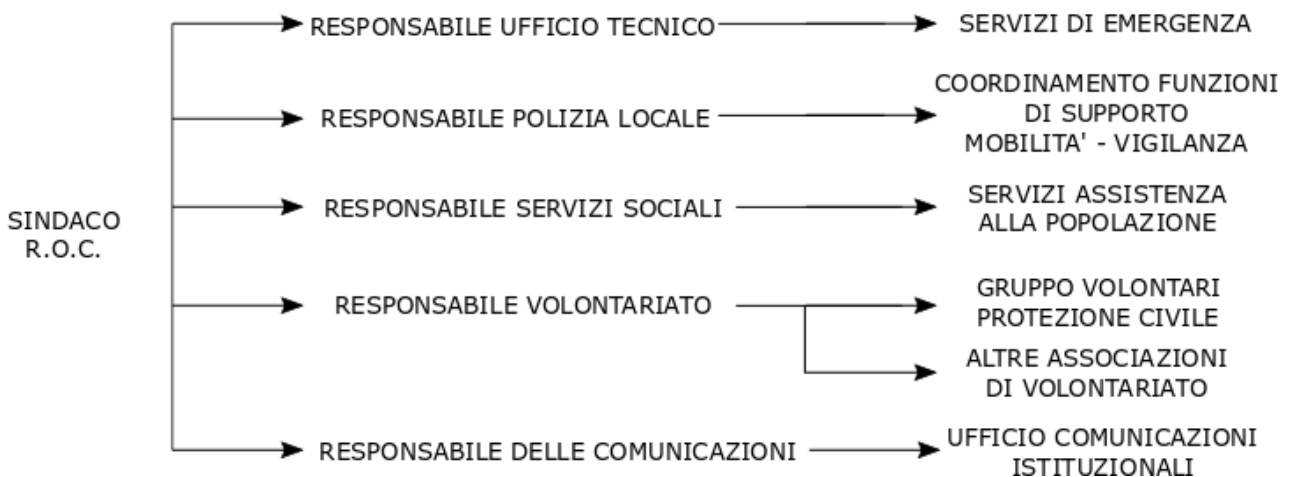 RESPONSABILE UFFICIO TECNICO
SERVIZI DI EMERGENZA
RESPONSABILE POLIZIA LOCALE
COORDINAMENTO FUNZIONI
DI SUPPORTO
MOBILITA' - VIGILANZA
SINDACO
R.O.C.
RESPONSABILE SERVIZI SOCIALI
SERVIZI ASSISTENZA
ALLA POPOLAZIONE
RESPONSABILE VOLONTARIATO
GRUPPO VOLONTARI
PROTEZIONE CIVILE
ALTRE ASSOCIAZIONI
DI VOLONTARIATO
RESPONSABILE DELLE COMUNICAZIONI
UFFICIO COMUNICAZIONI
ISTITUZIONALI